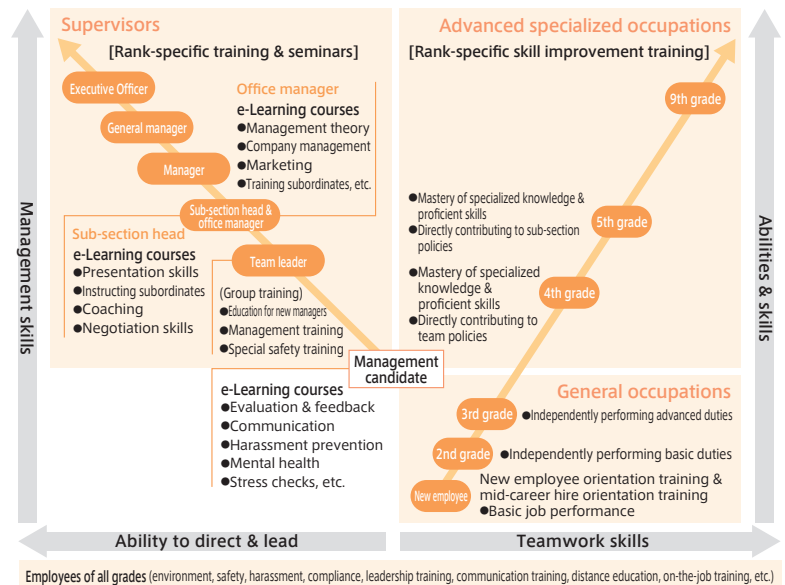 Supervisors
[Rank-specific training & seminars]
Executive Officer
General manager
Manager
Sub-section head &
office manager
Team leader
Office manager
e-Learning courses
●Management theory
●Company management
●Marketing
●Training subordinates, etc.
Sub-section head
e-Learning courses
●Presentation skills
●Instructing subordinates
●Coaching
●Negotiation skills
(Group training)
●Education for new managers
●Management training
●Special safety training
Management
candidate
e-Learning courses
●Evaluation & feedback
●Communication
●Harassment prevention
●Mental health
●Stress checks, etc.
Advanced specialized occupations
[Rank-specific skill improvement training]
9th grade
●Mastery of specialized knowledge &
proficient skills
●Directly contributing to sub-section
policies
5th grade
●Mastery of specialized
knowledge &
proficient skills
●Directly contributing to
team policies
4th grade
General occupations
3rd grade
●Independently performing advanced duties
2nd grade
●Independently performing basic duties
New employee
New employee orientation training &
mid-career hire orientation training
●Basic job performance
Management skills
Abilities & skills
Ability to direct & lead
Teamwork skills
Employees of all grades (environment, safety, harassment, compliance, leadership training, communication training, distance education, on-the-job training, etc.)